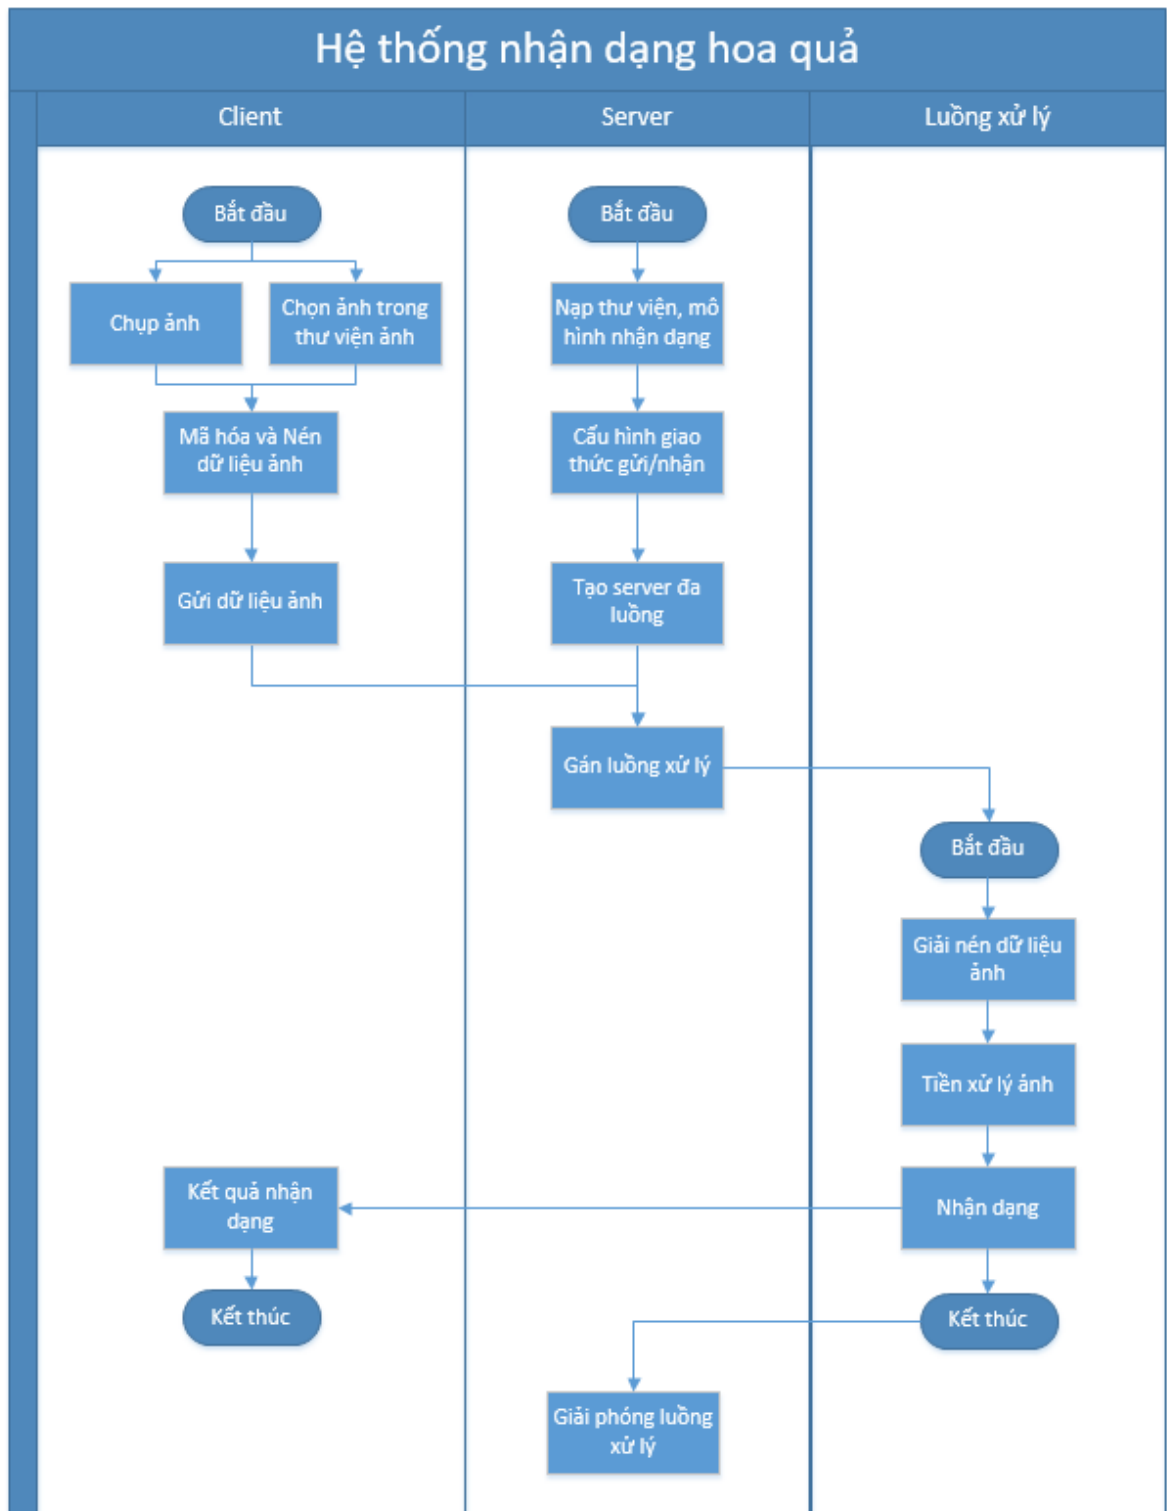 Hệ thống nhận dạng hoa quả
Client
Server
Luồng xử lý
Bắt đầu
Bắt đầu
Chụp ảnh
Chọn ảnh trong
thư viện ảnh
Nạp thư viện, mô
hình nhận dạng
Mã hóa và Nén
dữ liệu ảnh
Cấu hình giao
thức gửi/nhận
Gửi dữ liệu ảnh
Tạo server đa
luồng
Gán luồng xử lý
Bắt đầu
Giải nén dữ liệu
ảnh
Tiền xử lý ảnh
Kết quả nhận
dạng
Nhận dạng
Kết thúc
Kết thúc
Giải phóng luồng
xử lý